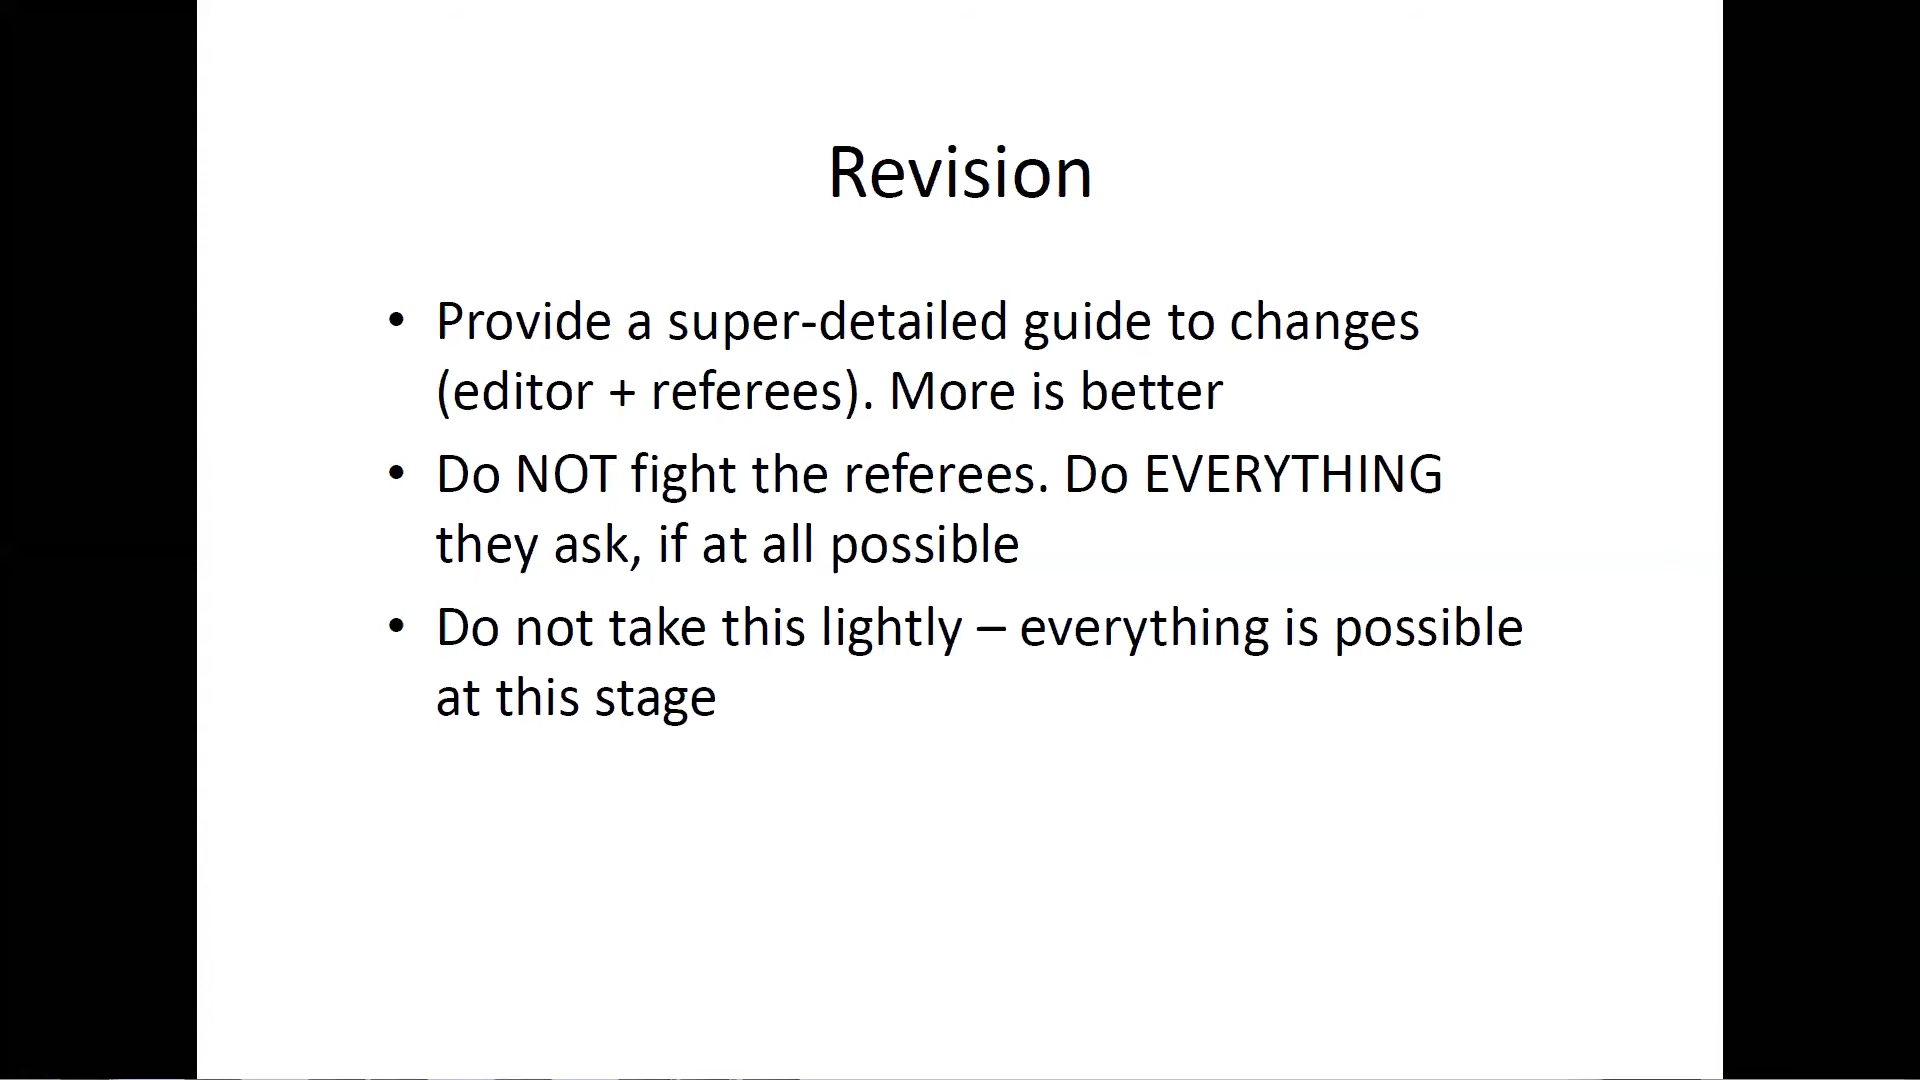 Revision
• Provide a super-detailed guide to changes
(editor + referees). More is better
• Do NOT fight the referees. Do EVERYTHING
they ask, if at all possible
• Do not take this lightly – everything is possible
at this stage